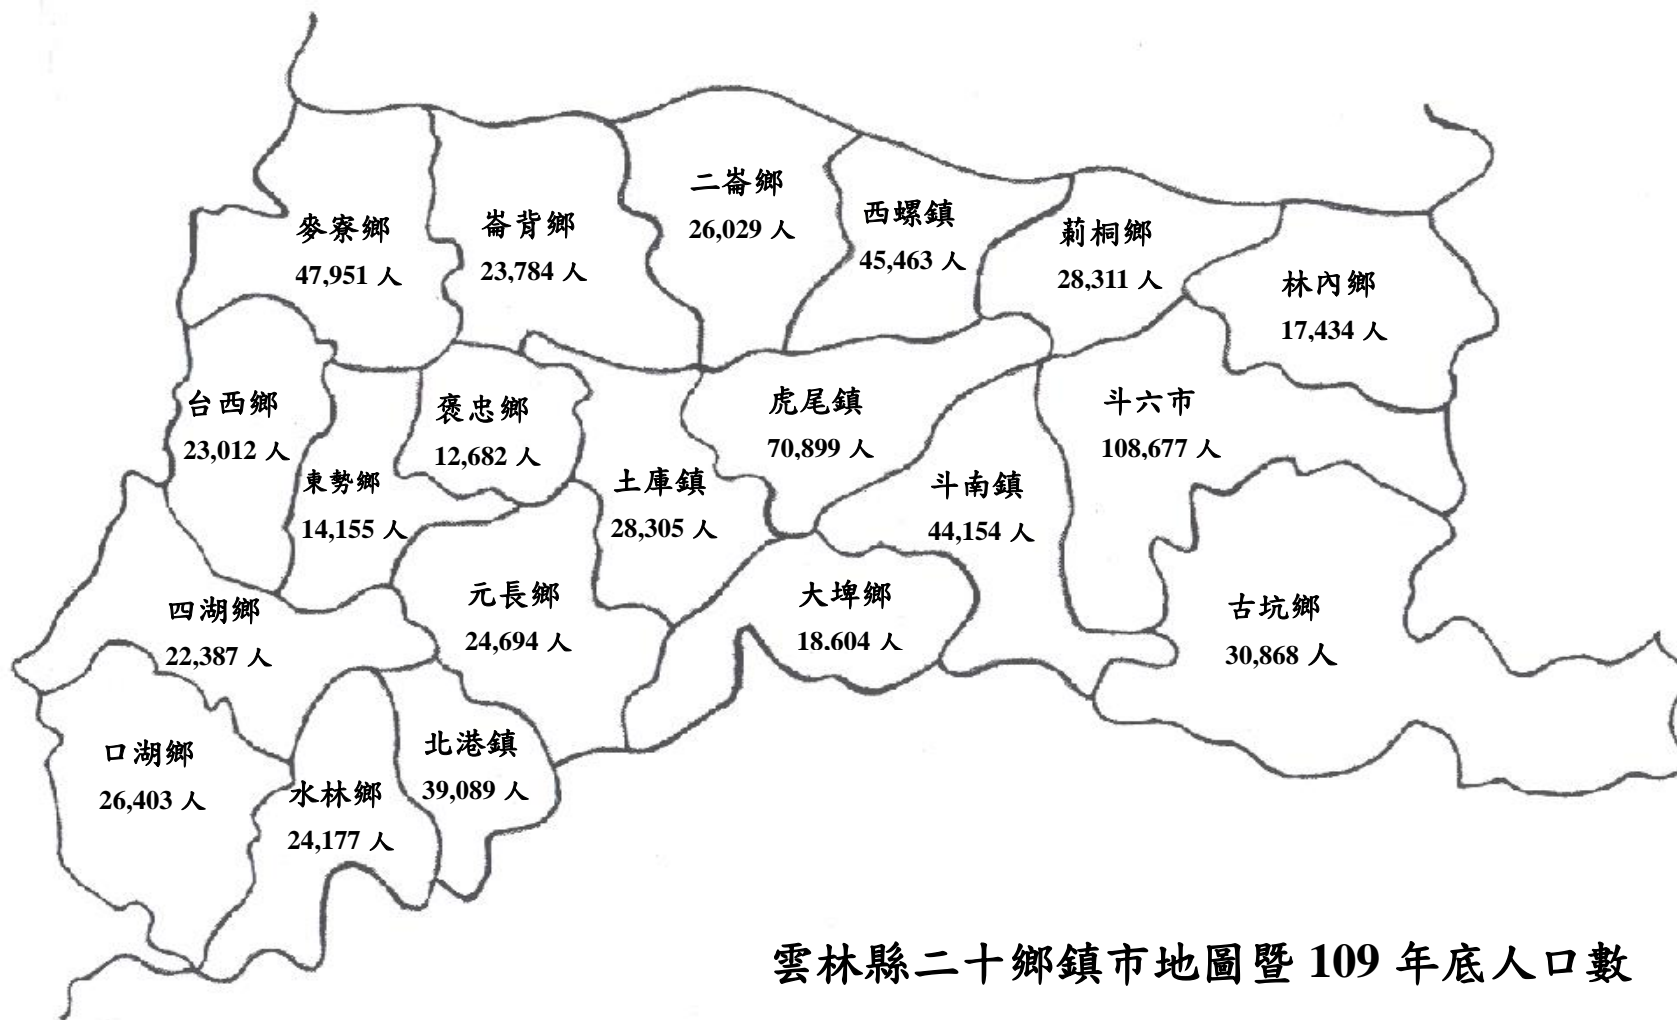 二崙鄉
26,029 人
西螺鎮
45,463 人
麥寮鄉
47,951 人
崙背鄉
23,784 人
莿桐鄉
28,311 人
林內鄉
17,434 人
台西鄉
23,012 人
褒忠鄉
12,682 人
虎尾鎮
70,899 人
斗六市
108,677 人
東勢鄉
14,155 人
土庫鎮
28,305 人
斗南鎮
44,154 人
四湖鄉
22,387 人
元長鄉
24,694 人
大埤鄉
18.604 人
古坑鄉
30,868 人
口湖鄉
26,403 人
水林鄉
24,177 人
北港鎮
39,089 人
雲林縣二十鄉鎮市地圖暨 109 年底人口數